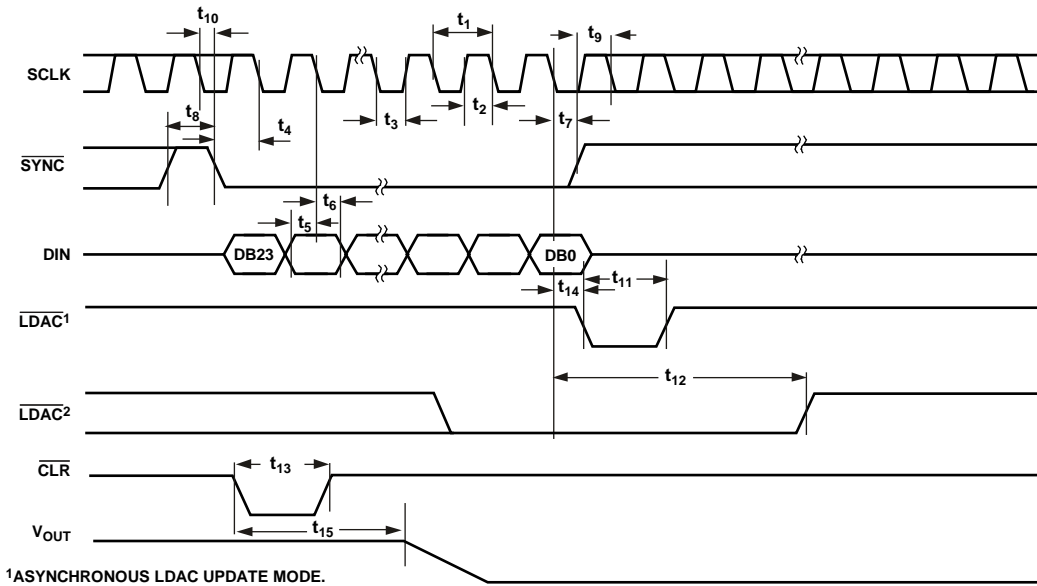 t10
t1
t9
SCLK
t8
t4
t3
t2
t7
SYNC
t6
t5
DIN
DB23
DB0
t14
t11
LDAC1
t12
LDAC2
CLR
t13
t15
VOUT
1ASYNCHRONOUS LDAC UPDATE MODE.